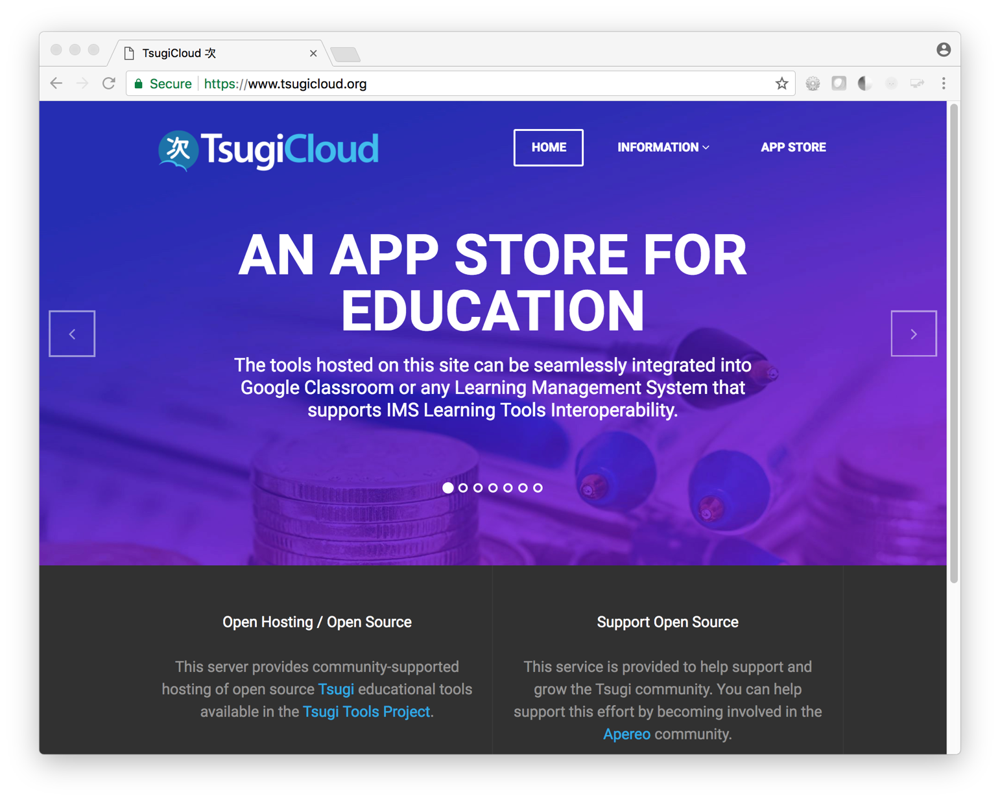 TsugiCloud 次
Secure
https://www.tsugicloud.org
次 TsugiCloud
HOME
INFORMATION
APP STORE
AN APP STORE FOR
EDUCATION
The tools hosted on this site can be seamlessly integrated into
Google Classroom or any Learning Management System that
supports IMS Learning Tools Interoperability.
Open Hosting / Open Source
This server provides community-supported
hosting of open source Tsugi educational tools
available in the Tsugi Tools Project.
Support Open Source
This service is provided to help support and
grow the Tsugi community. You can help
support this effort by becoming involved in the
Apereo community.